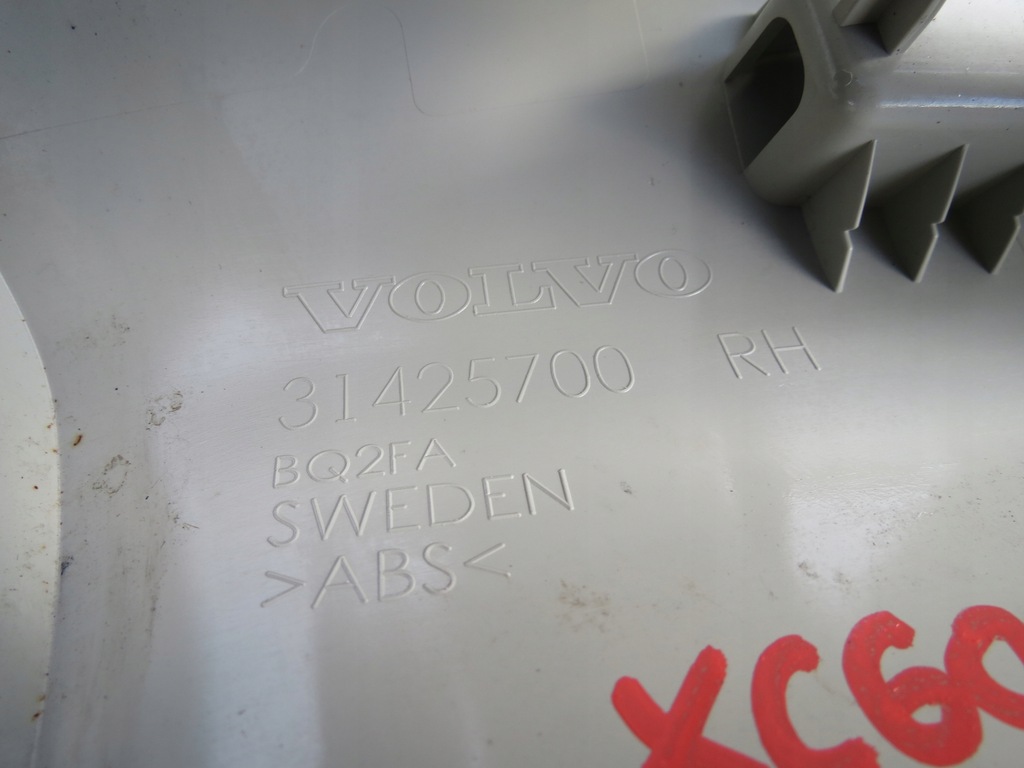 VOLVO
31425700 RH
BQ2FA
SWEDEN
>ABS<
XC60